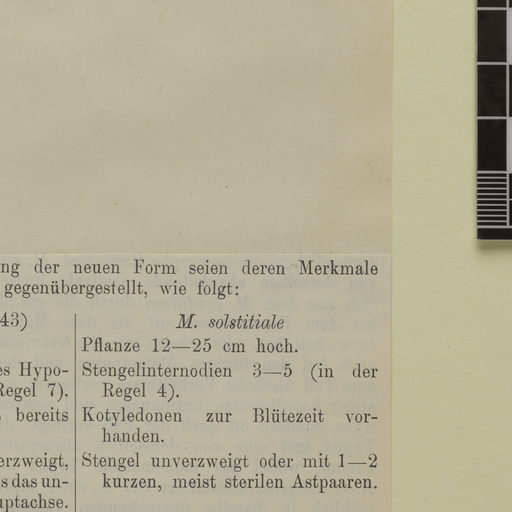 ng der neuen Form seien deren Merkmale
gegenübergestellt, wie folgt:
43)
M. solstitiale
Pflanze 12—25 cm hoch.
es Hypo-
Regel 7).
Stengelinternodien 3—5 (in der
Regel 4).
bereits
Kotyledonen zur Blütezeit vor-
handen.
erzweigt,
s das un-
uptachse.
Stengel unverzweigt oder mit 1—2
kurzen, meist sterilen Astpaaren.